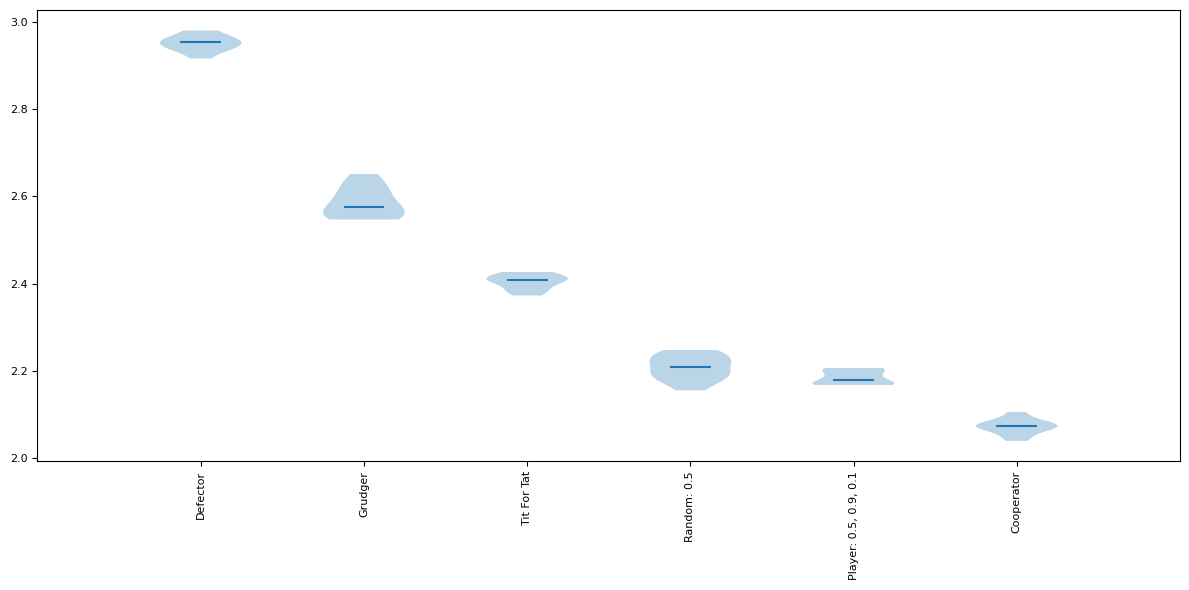 3.0
2.8
2.6
2.4
2.2
2.0
Defector
Grudger
Tit For Tat
Random: 0.5
Player: 0.5, 0.9, 0.1
Cooperator